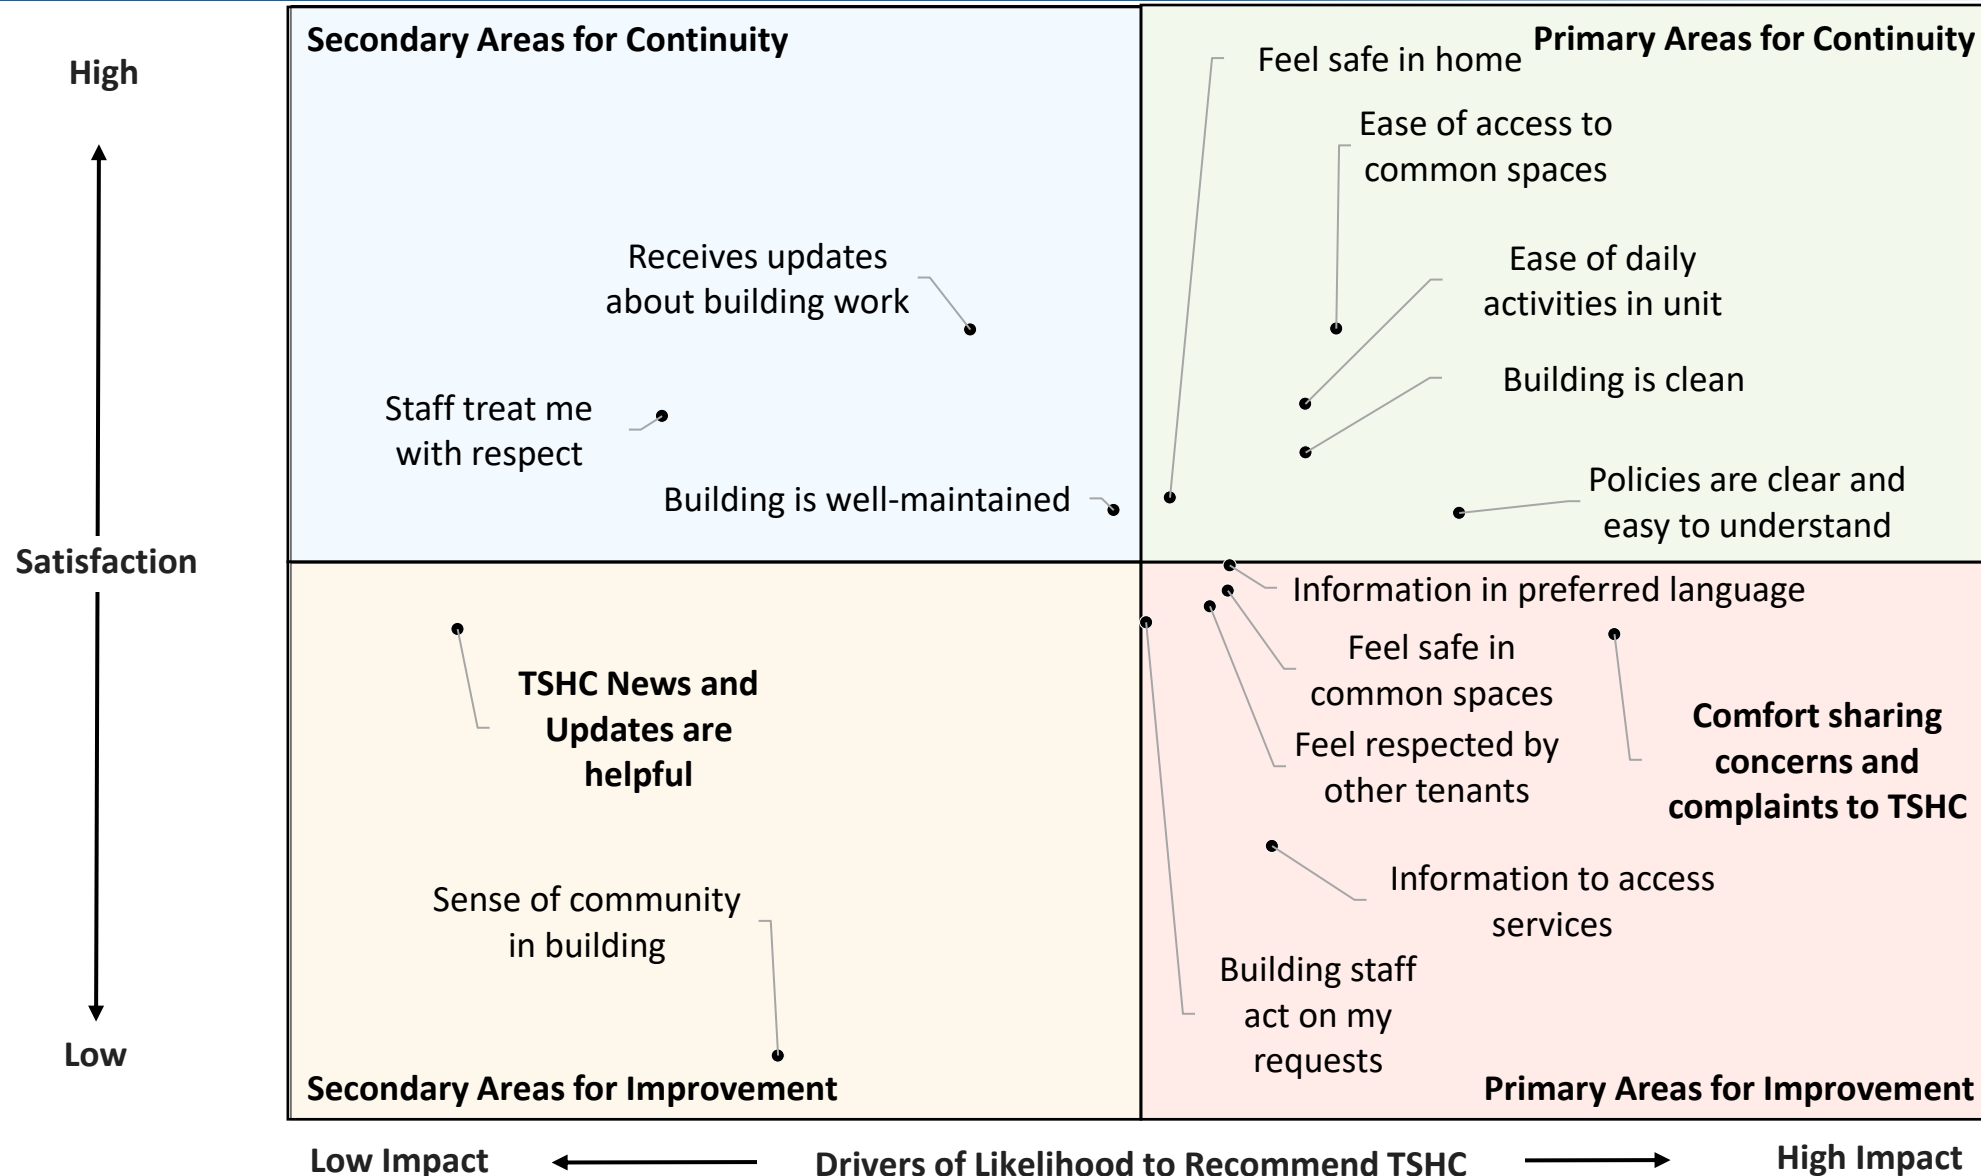 Secondary Areas for Continuity
Primary Areas for Continuity
High
Feel safe in home
Ease of access to
common spaces
Receives updates
about building work
Ease of daily
activities in unit
Building is clean
Staff treat me
with respect
Building is well-maintained
Policies are clear and
easy to understand
Satisfaction
Information in preferred language
Feel safe in
common spaces
TSHC News and
Updates are
helpful
Feel respected by
other tenants
Comfort sharing
concerns and
complaints to TSHC
Information to access
services
Sense of community
in building
Building staff
act on my
requests
Low
Secondary Areas for Improvement
Primary Areas for Improvement
Low Impact
Drivers of Likelihood to Recommend TSHC
High Impact